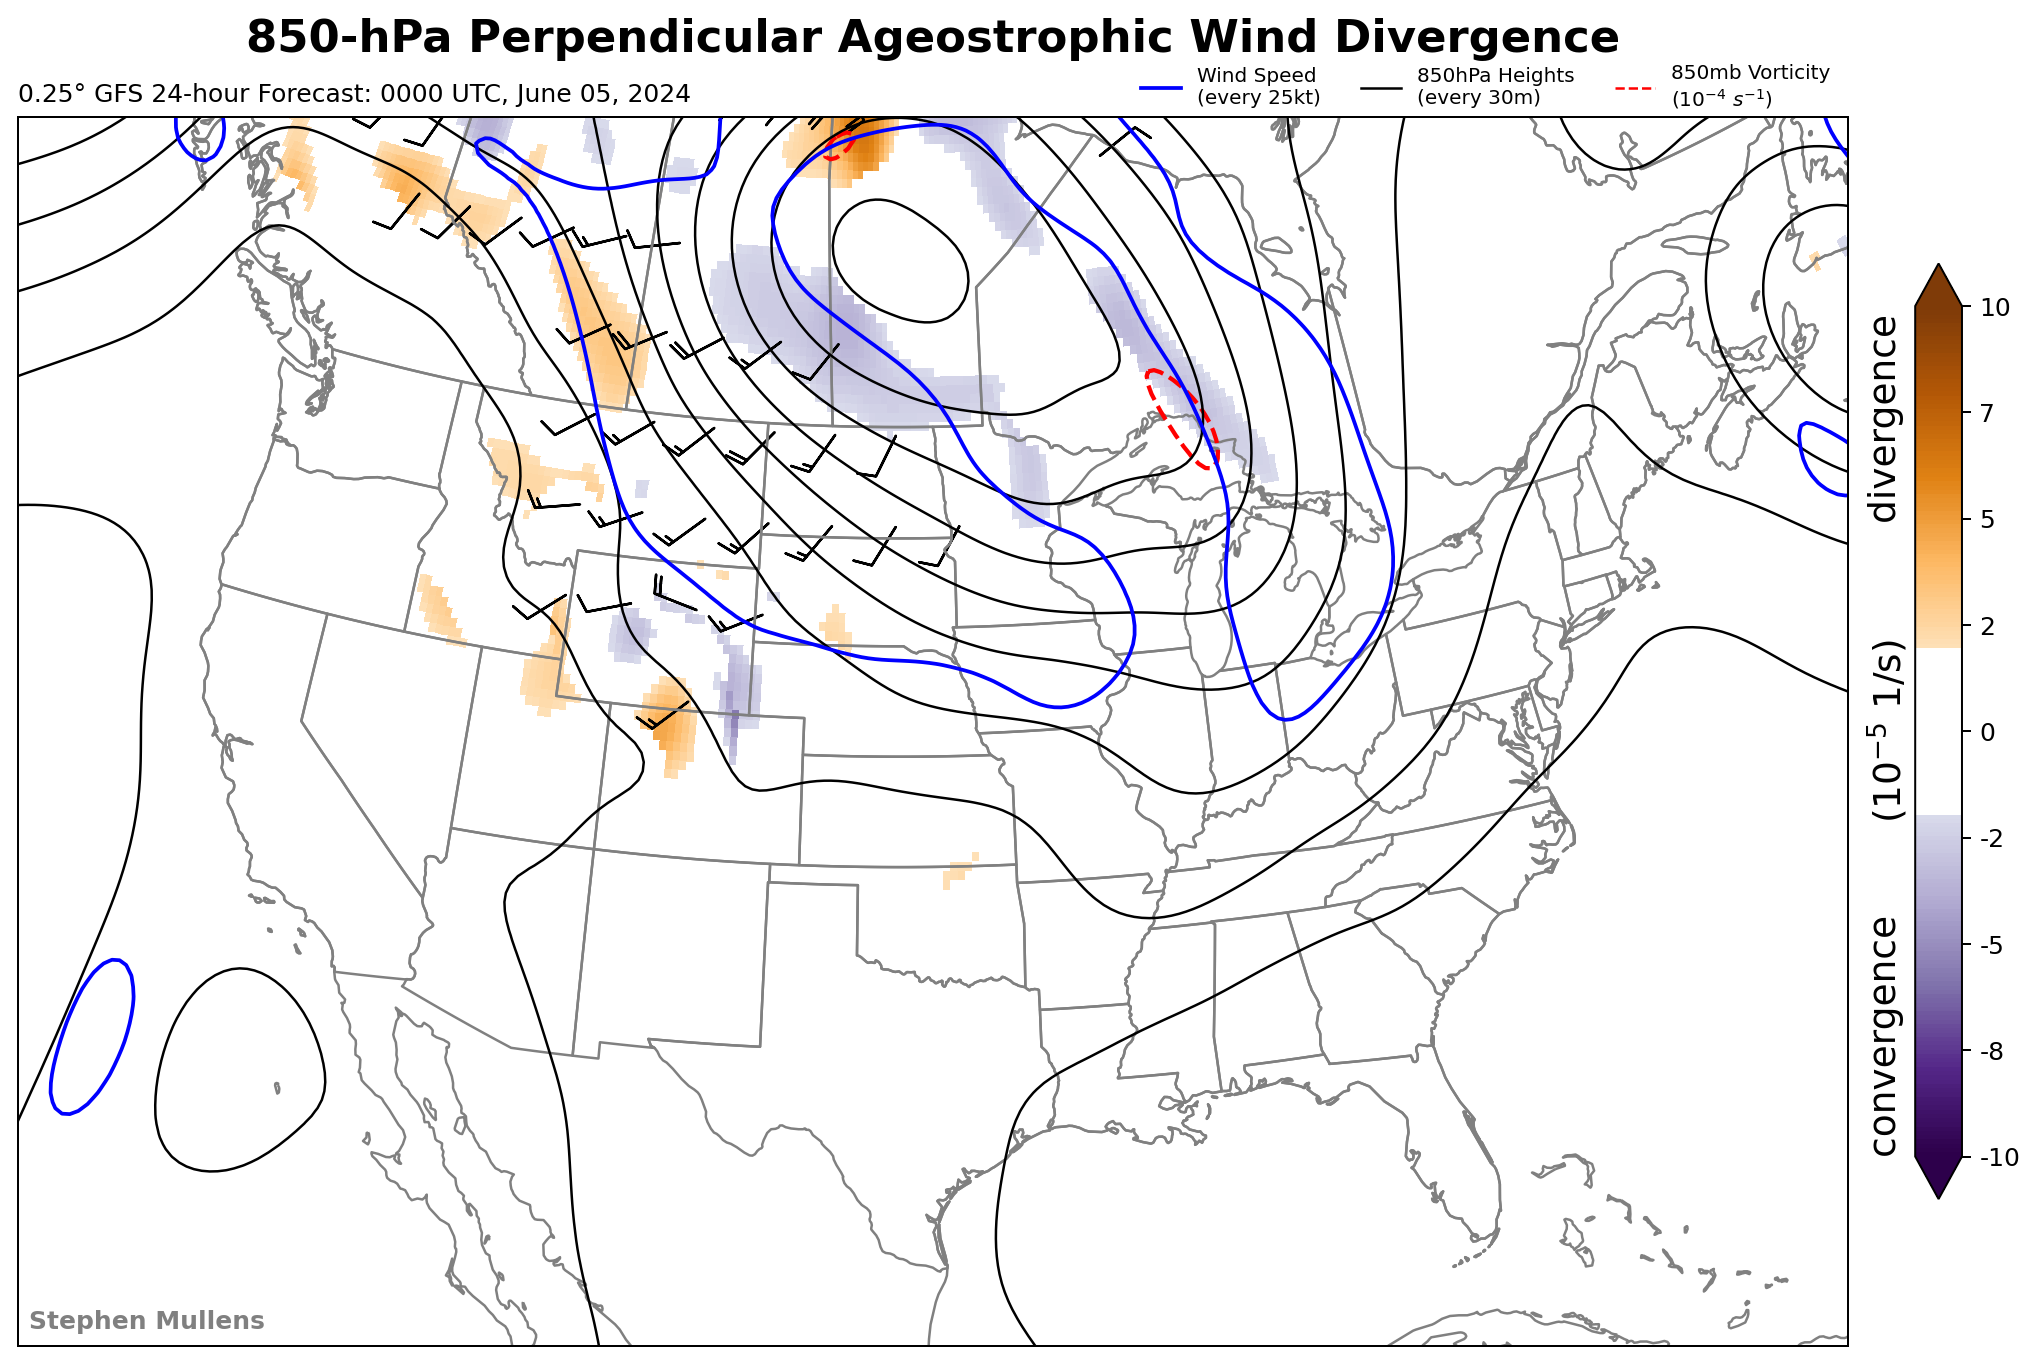 850-hPa Perpendicular Ageostrophic Wind Divergence
0.25° GFS 24-hour Forecast: 0000 UTC, June 05, 2024
Wind Speed
(every 25kt)
850hPa Heights
(every 30m)
850mb Vorticity
(10⁻⁴ s⁻¹)
10
7
5
2
0
-2
-5
-8
-10
convergence (10⁻⁵ 1/s) divergence
Stephen Mullens